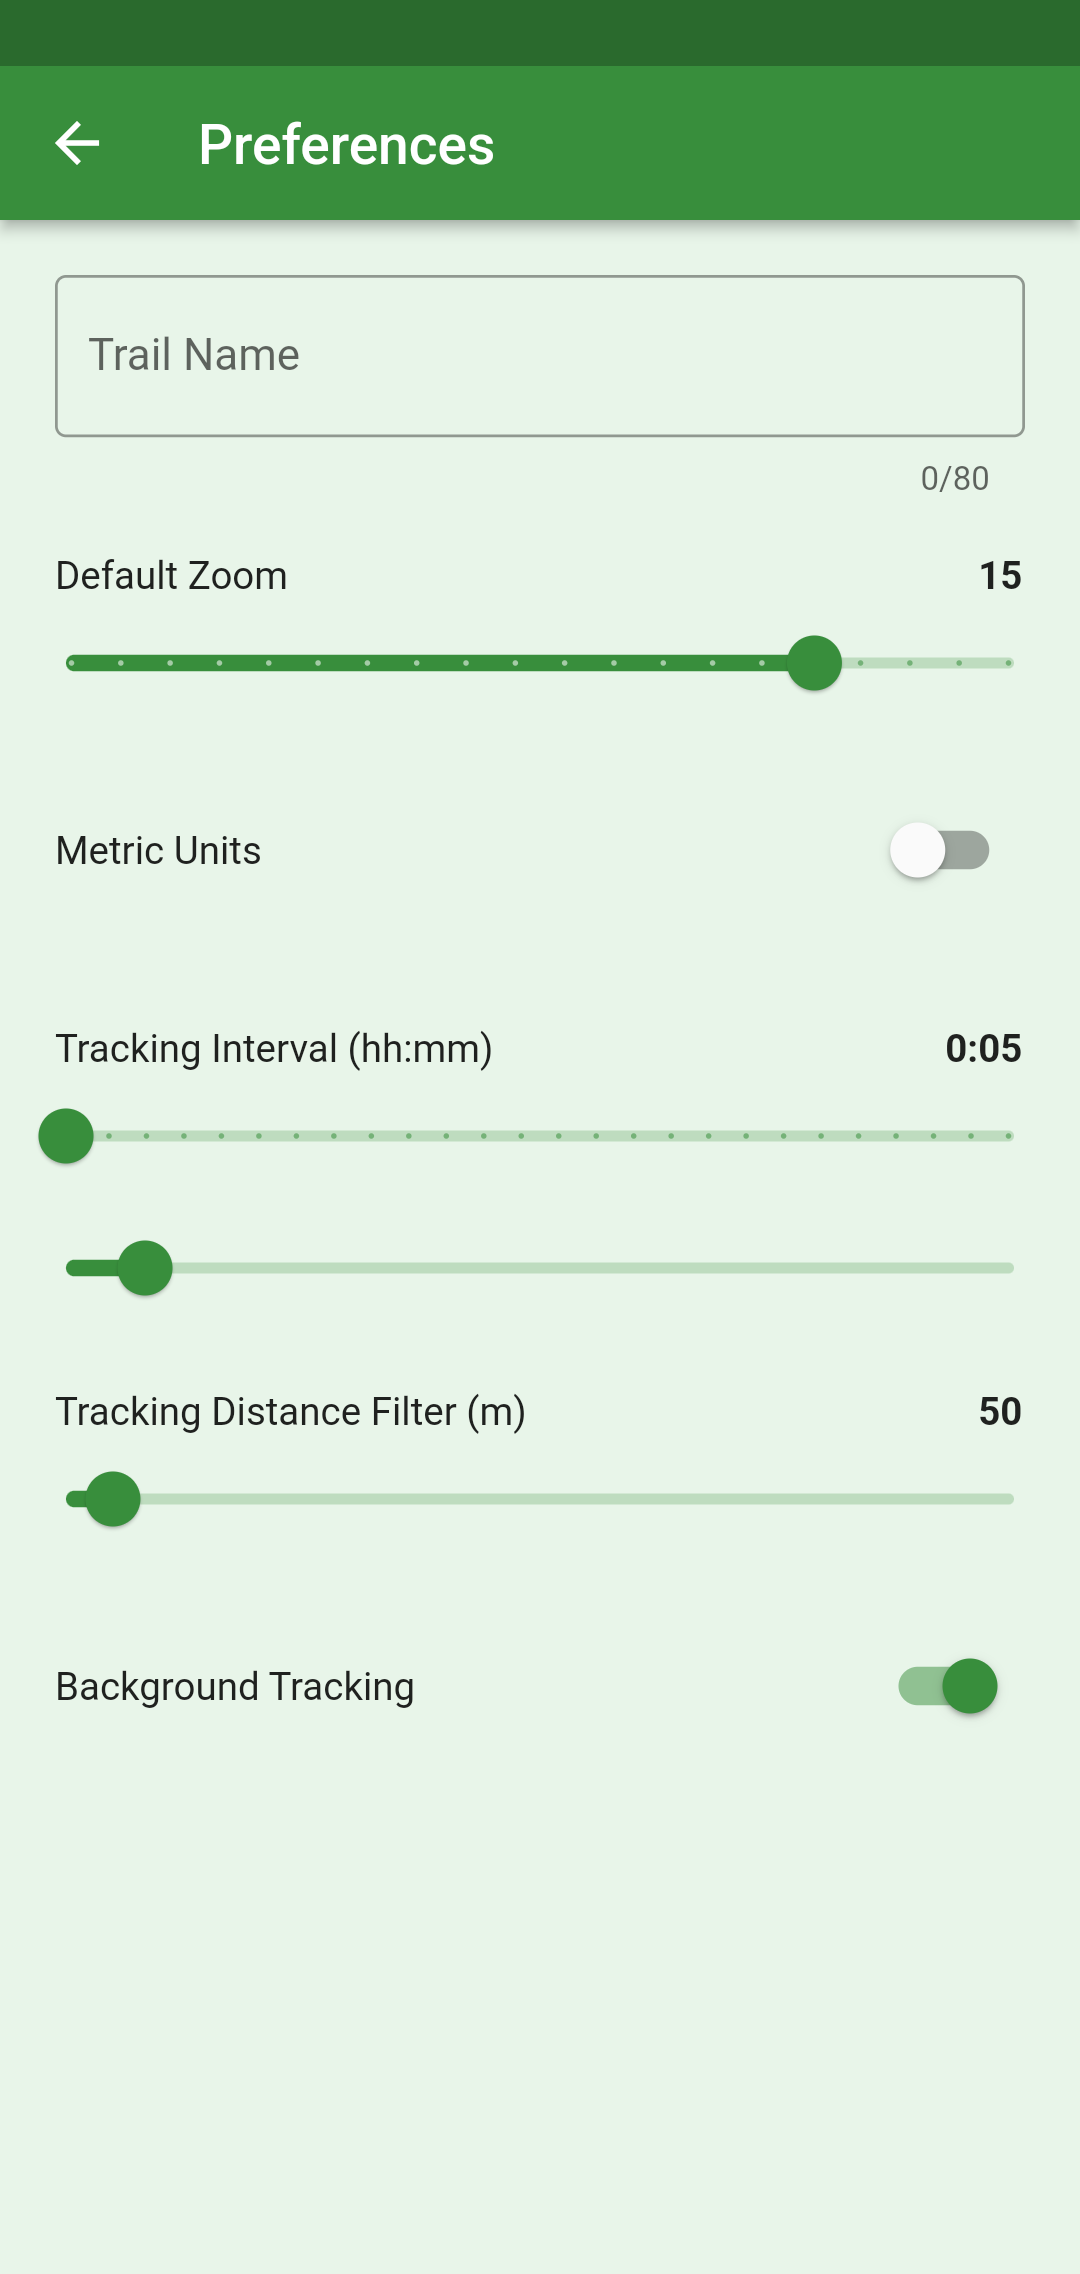 Preferences
Trail Name
0/80
Default Zoom 15
Metric Units
Tracking Interval (hh:mm) 0:05
Tracking Distance Filter (m) 50
Background Tracking